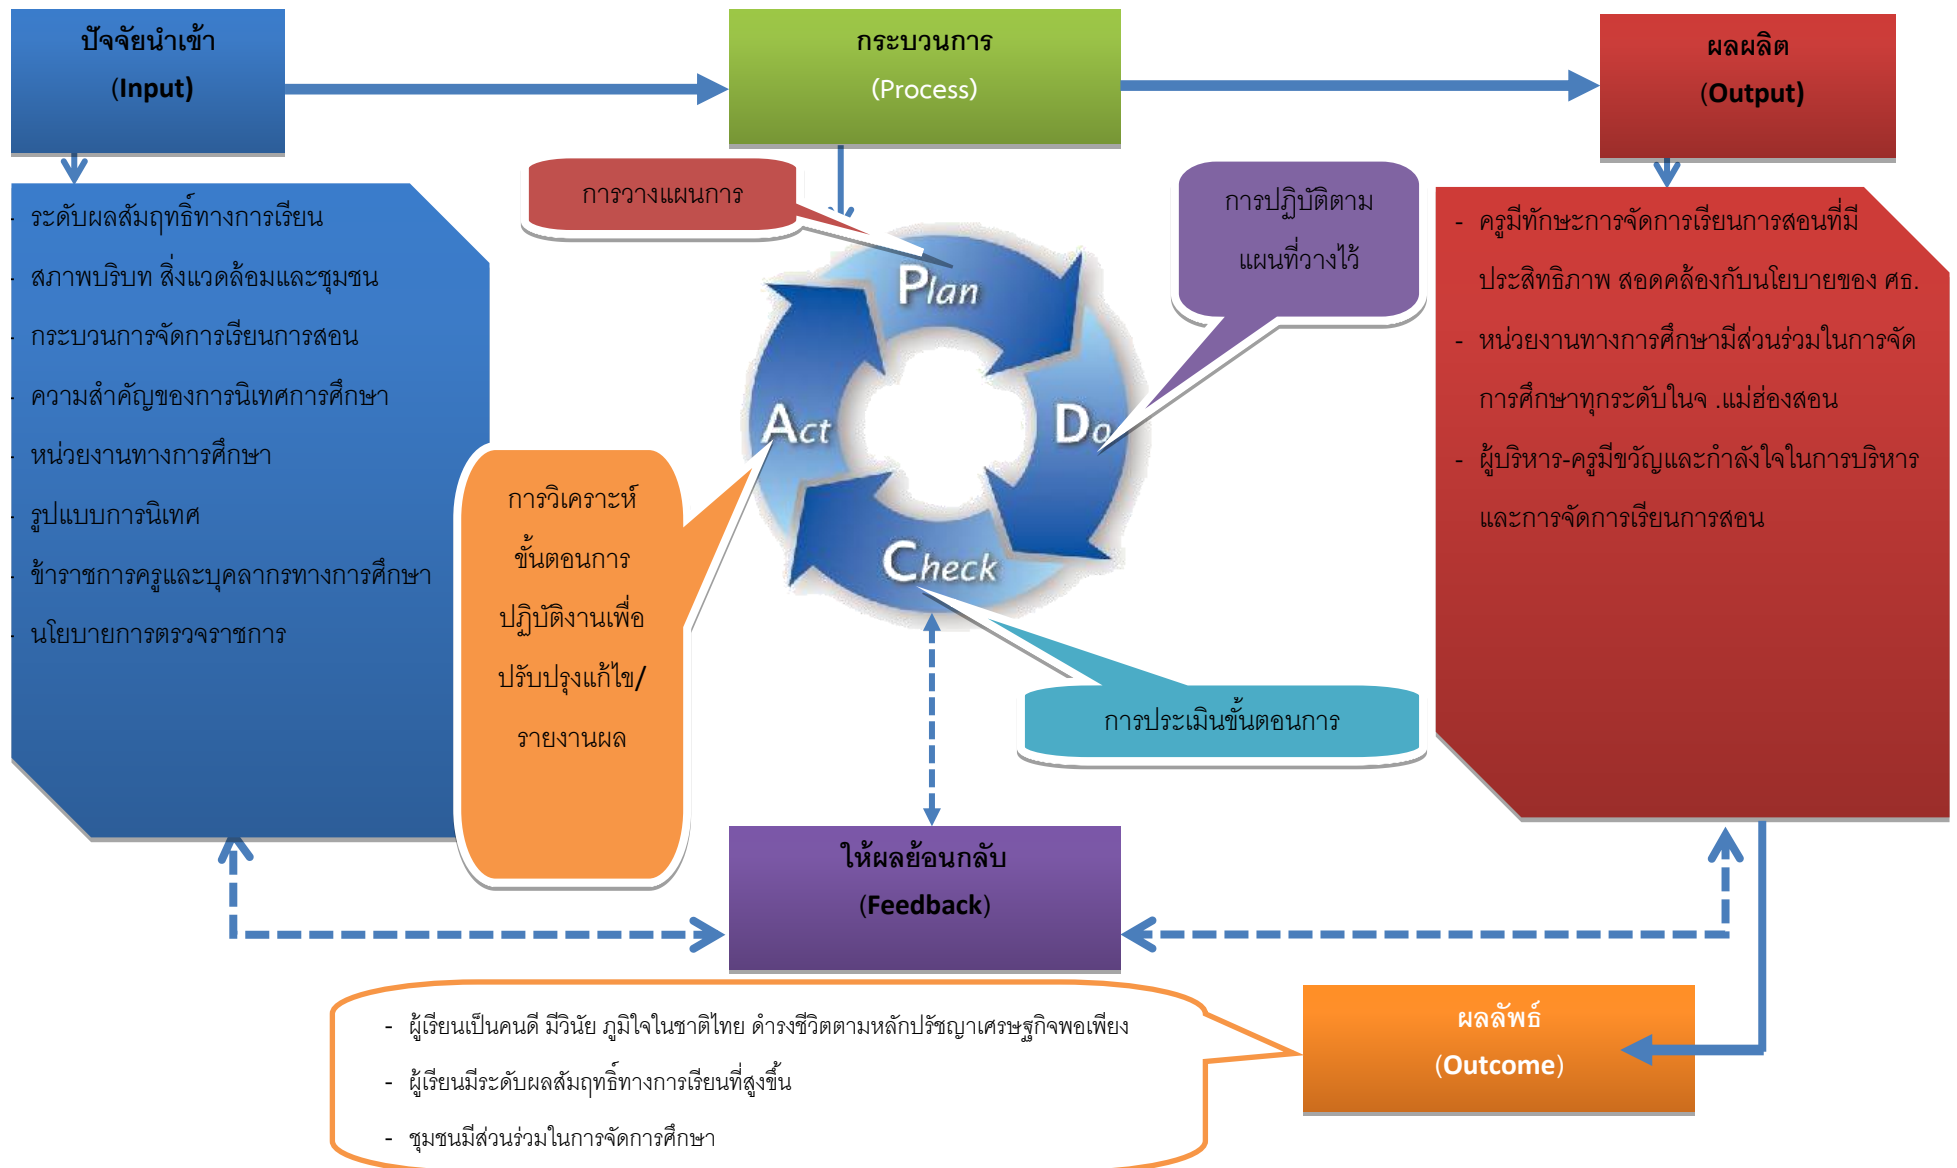 ปัจจัยนำเข้า
(Input)
กระบวนการ
(Process)
ผลผลิต
(Output)
- ระดับผลสัมฤทธิ์ทางการเรียน
- สภาพบริบท สิ่งแวดล้อมและชุมชน
- กระบวนการจัดการเรียนการสอน
- ความสำคัญของการนิเทศการศึกษา
- หน่วยงานทางการศึกษา
- รูปแบบการนิเทศ
- ข้าราชการครูและบุคลากรทางการศึกษา
- นโยบายการตรวจราชการ
การวางแผนการ
การปฏิบัติตาม
แผนที่วางไว้
Plan
Do
Check
Act
การวิเคราะห์
ขั้นตอนการ
ปฏิบัติงานเพื่อ
ปรับปรุงแก้ไข/
รายงานผล
การประเมินขั้นตอนการ
- ครูมีทักษะการจัดการเรียนการสอนที่มี
ประสิทธิภาพ สอดคล้องกับนโยบายของ ศธ.
- หน่วยงานทางการศึกษามีส่วนร่วมในการจัด
การศึกษาทุกระดับในจ .แม่ฮ่องสอน
- ผู้บริหาร-ครูมีขวัญและกำลังใจในการบริหาร
และการจัดการเรียนการสอน
ให้ผลย้อนกลับ
(Feedback)
- ผู้เรียนเป็นคนดี มีวินัย ภูมิใจในชาติไทย ดำรงชีวิตตามหลักปรัชญาเศรษฐกิจพอเพียง
- ผู้เรียนมีระดับผลสัมฤทธิ์ทางการเรียนที่สูงขึ้น
- ชุมชนมีส่วนร่วมในการจัดการศึกษา
ผลลัพธ์
(Outcome)